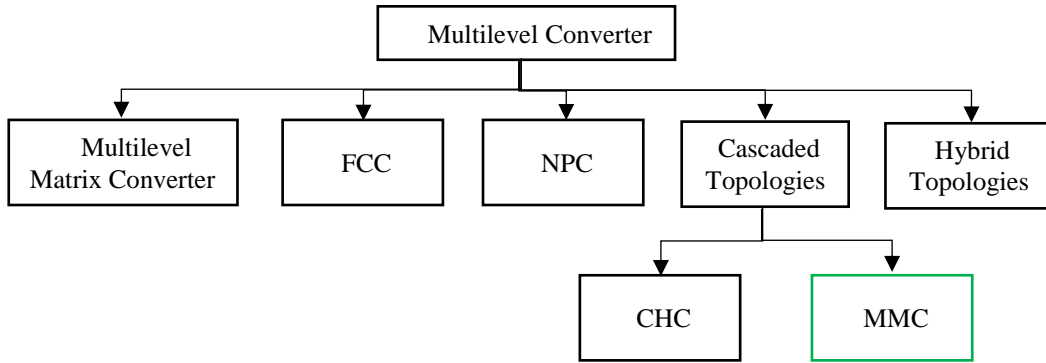 Multilevel Converter
Multilevel
Matrix Converter
FCC
NPC
Cascaded
Topologies
Hybrid
Topologies
CHC
MMC